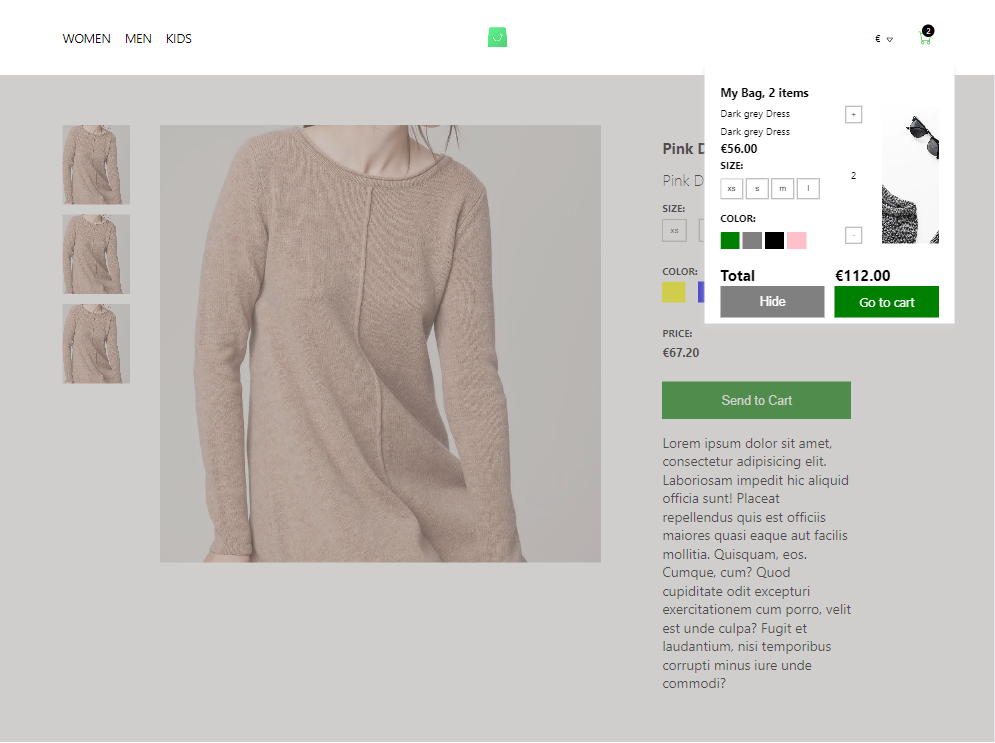 WOMEN MEN KIDS
€
2
My Bag, 2 items
Dark grey Dress
+
Dark grey Dress
€56.00
SIZE:
2
xs s m l
COLOR:
-
Total €112.00
Hide Go to cart
Pink D
Pink D
SIZE:
xs
COLOR:
PRICE:
€67.20
Send to Cart
Lorem ipsum dolor sit amet,
consectetur adipisicing elit.
Laboriosam impedit hic aliquid
officia sunt! Placeat
repellendus quis est officiis
maiores quasi eaque aut facilis
mollitia. Quisquam, eos.
Cumque, cum? Quod
cupiditate odit excepturi
exercitationem cum porro, velit
est unde culpa? Fugit et
laudantium, nisi temporibus
corrupti minus iure unde
commodi?